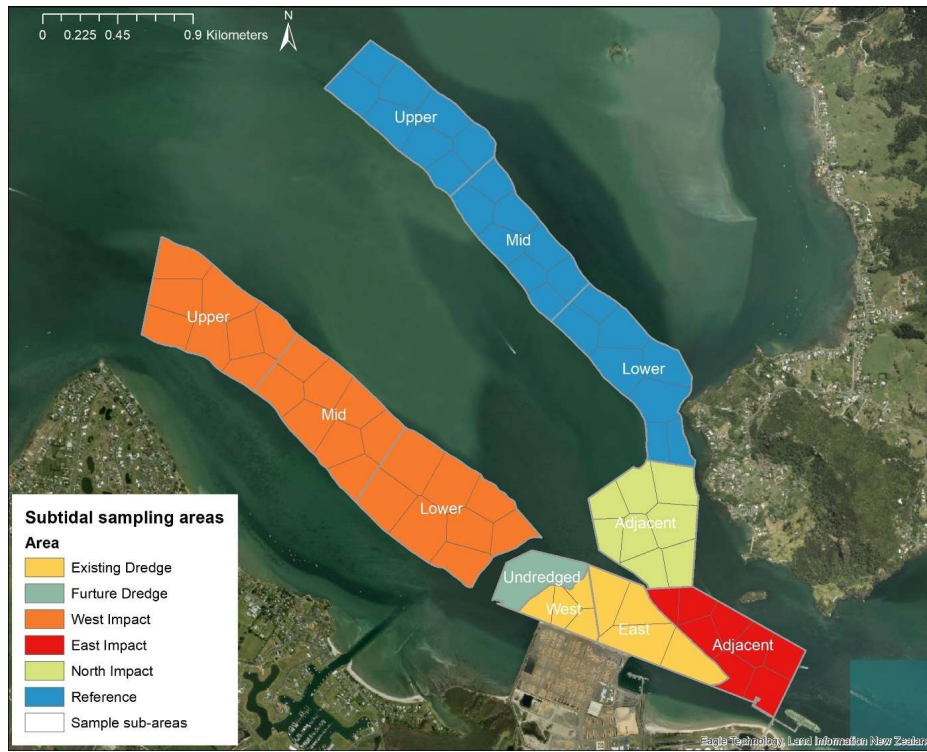 N
0 0.225 0.45 0.9 Kilometers
Upper
Mid
Upper
Lower
Mid
Lower
Adjacent
Undredged
West
East
Adjacent
Subtidal sampling areas
Area
Existing Dredge
Furture Dredge
West Impact
East Impact
North Impact
Reference
Sample sub-areas
Eagle Technology, Land Information New Zealan